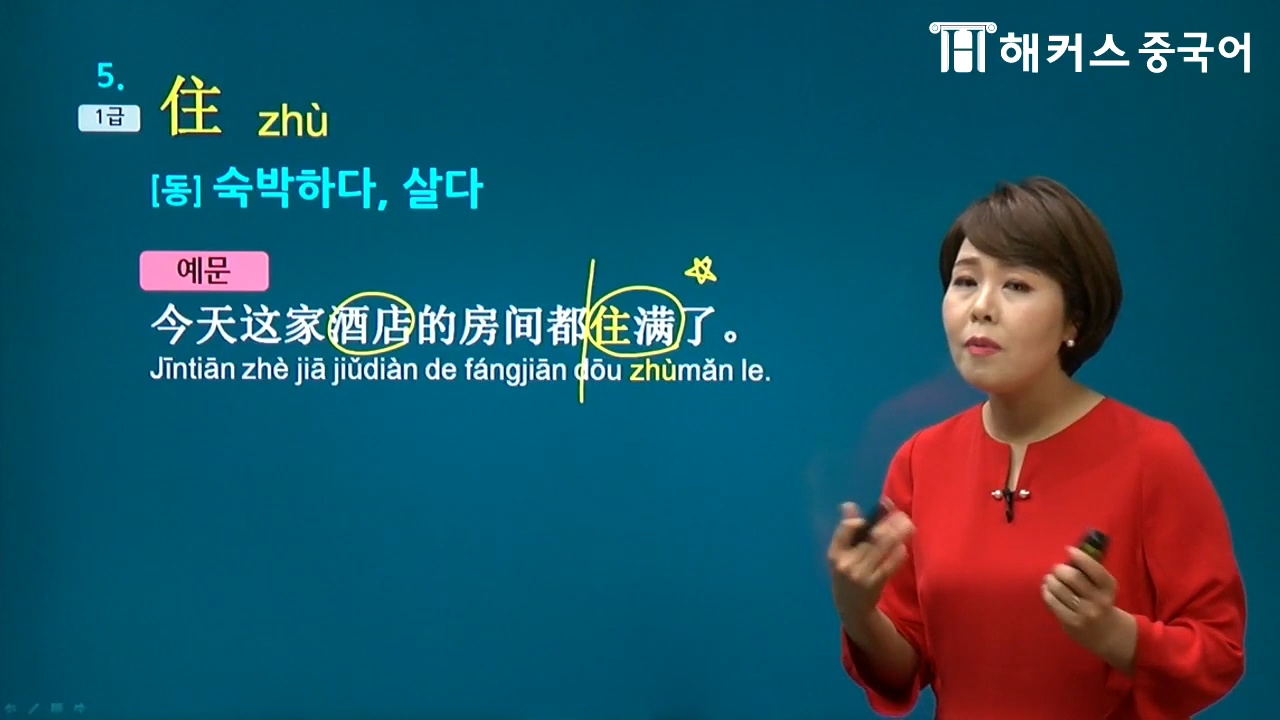 해커스 중국어
5.
1급
住 zhù
[동] 숙박하다, 살다
예문
今天这家酒店的房间都住满了。
Jīntiān zhè jiā jiǔdiàn de fángjiān dōu zhùmǎn le.